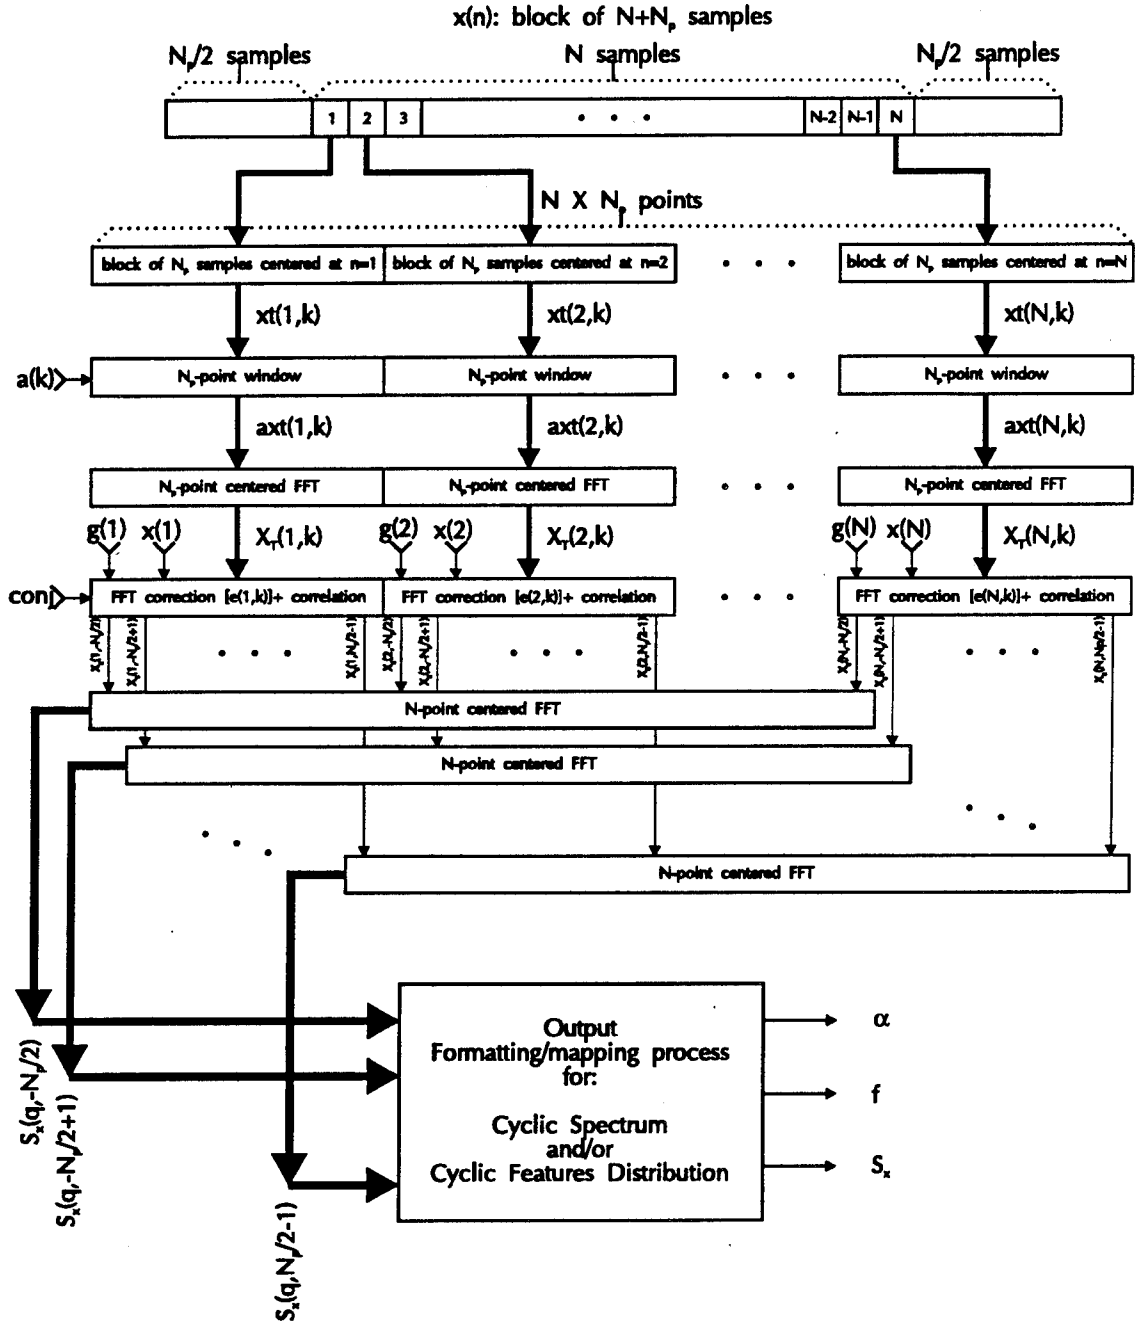 x(n): block of N+Np samples
Np/2 samples
N samples
Np/2 samples
1
2
3
N-2
N-1
N
N X Np points
block of Np samples centered at n=1
block of Np samples centered at n=2
block of Np samples centered at n=N
xt(1,k)
xt(2,k)
xt(N,k)
a(k)
Np-point window
Np-point window
Np-point window
axt(1,k)
axt(2,k)
axt(N,k)
Np-point centered FFT
Np-point centered FFT
Np-point centered FFT
g(1)
x(1)
XT(1,k)
g(2)
x(2)
XT(2,k)
g(N)
x(N)
XT(N,k)
conj
FFT correction [e(1,k)]+ correlation
FFT correction [e(2,k)]+ correlation
FFT correction [e(N,k)]+ correlation
N-point centered FFT
N-point centered FFT
N-point centered FFT
Output
Formatting/mapping process
for:
Cyclic Spectrum
and/or
Cyclic Features Distribution
α
f
Sx
Sx(q,-Np/2)
Sx(q,-Np/2+1)
Sx(q,Np/2-1)